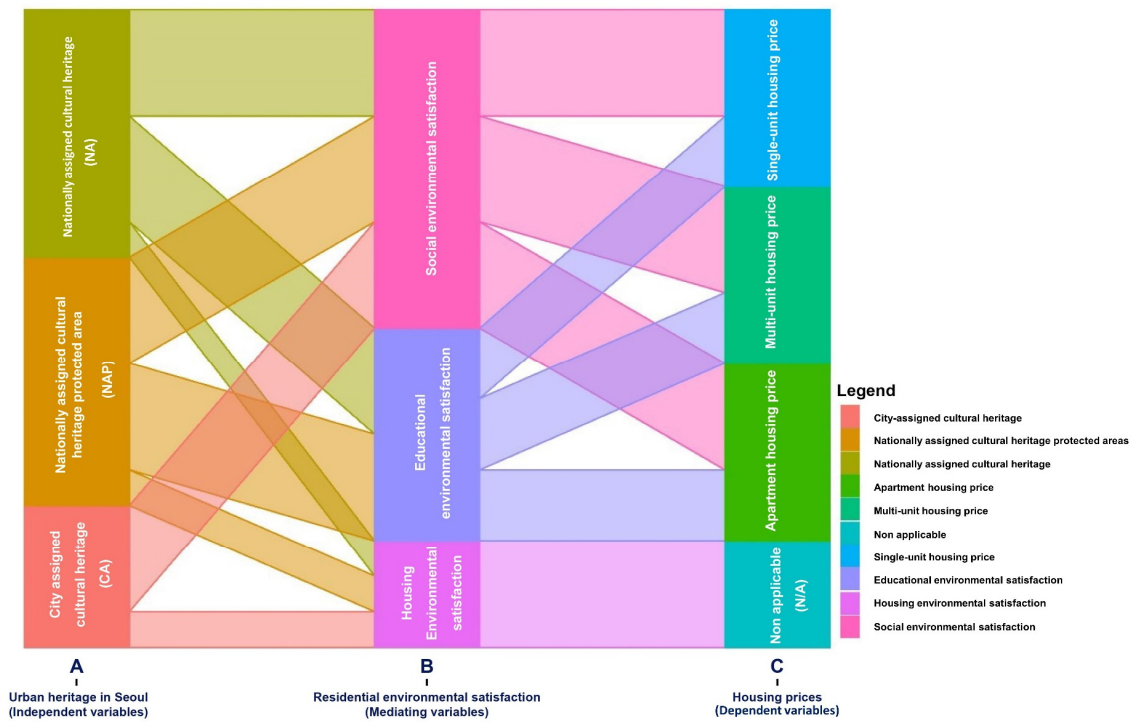 Nationally assigned cultural heritage
(NA)
Nationally assigned cultural
heritage protected area
(NAP)
City assigned
cultural heritage
(CA)
Social environmental satisfaction
Educational
environmental satisfaction
Housing
Environmental
satisfaction
Single-unit housing price
Multi-unit housing price
Apartment housing price
Non applicable
(N/A)
Legend
City-assigned cultural heritage
Nationally assigned cultural heritage protected areas
Nationally assigned cultural heritage
Apartment housing price
Multi-unit housing price
Non applicable
Single-unit housing price
Educational environmental satisfaction
Housing environmental satisfaction
Social environmental satisfaction
A
Urban heritage in Seoul
(Independent variables)
B
Residential environmental satisfaction
(Mediating variables)
C
Housing prices
(Dependent variables)